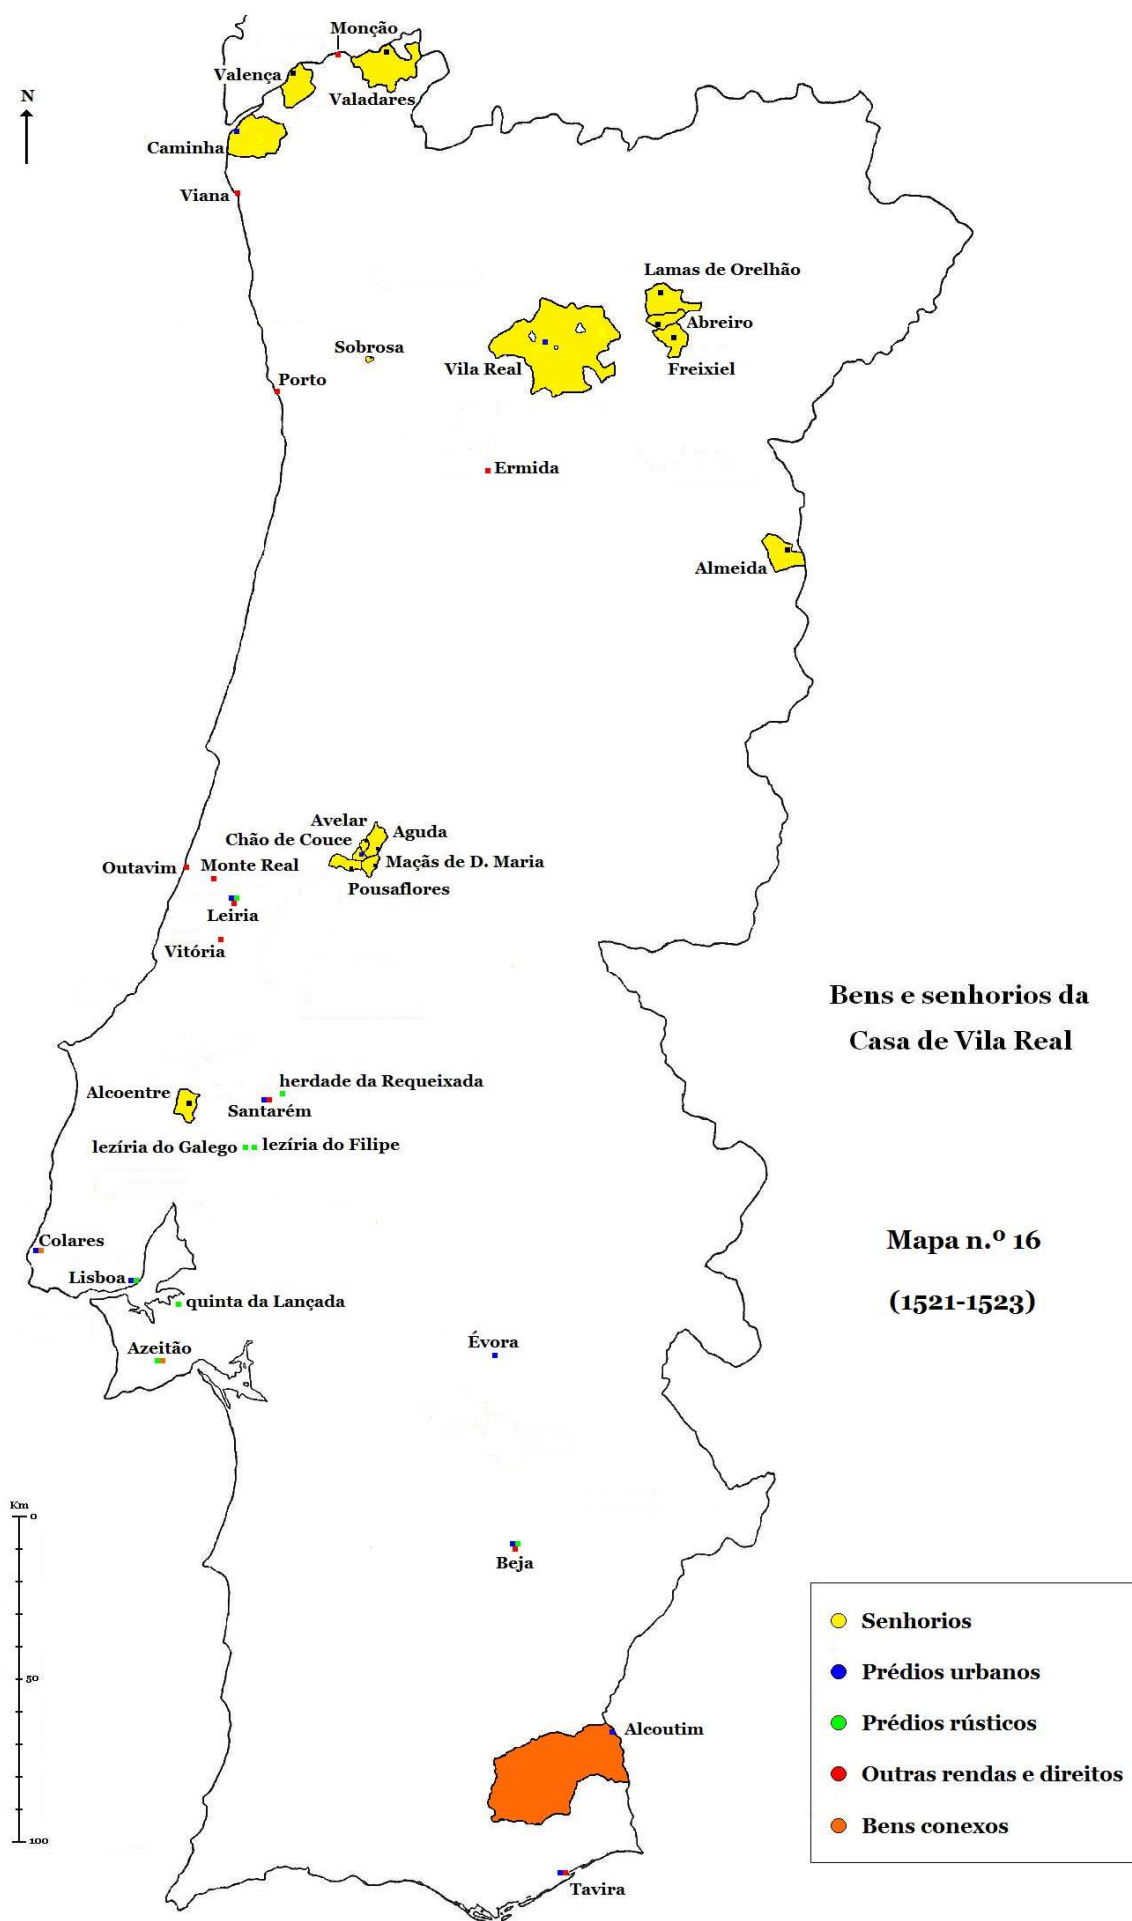 Monção
Valença
Valadares
N
Caminha
Viana
Lamas de Orelhão
Abreiro
Sobrosa
Vila Real
Freixiel
Porto
Ermida
Almeida
Avelar
Aguda
Chão de Couce
Maçãs de D. Maria
Outavim
Monte Real
Pousaflores
Leiria
Vitória
Bens e senhorios da
Casa de Vila Real
herdade da Requeixada
Alcoentre
Santarém
lezíria do Galego
lezíria do Filipe
Colares
Mapa n.º 16
Lisboa
quinta da Lançada
(1521-1523)
Azeitão
Évora
Km
0
Beja
Senhorios
Prédios urbanos
50
Prédios rústicos
Alcoutim
Outras rendas e direitos
Bens conexos
100
Tavira